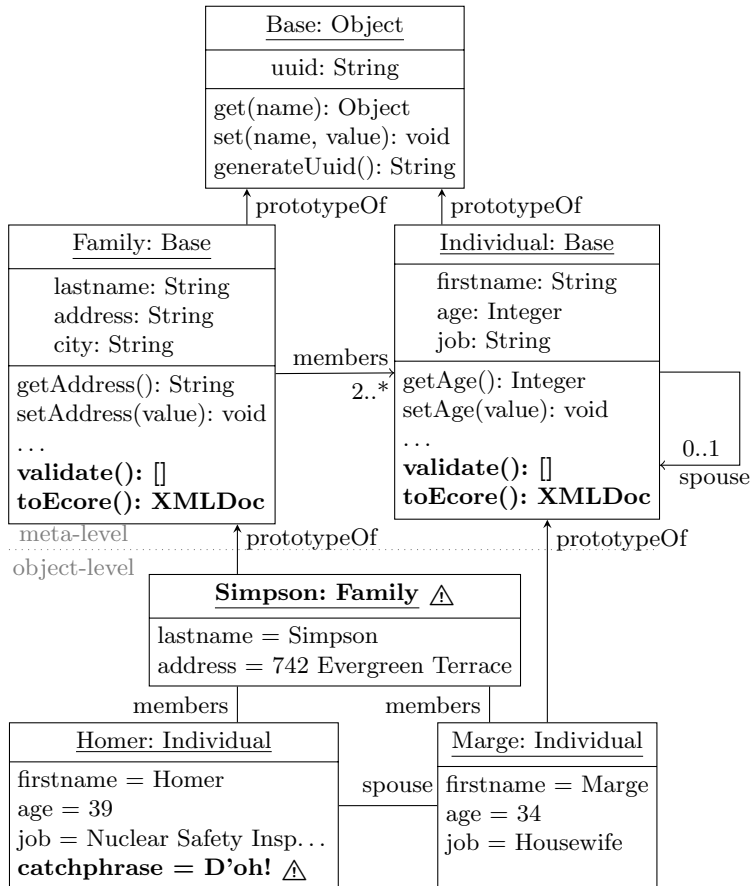 Base: Object
uuid: String
get(name): Object
set(name, value): void
generateUuid(): String
prototypeOf
prototypeOf
Family: Base
lastname: String
address: String
city: String
getAddress(): String
setAddress(value): void
...
validate(): []
toEcore(): XMLDoc
members
2..*
Individual: Base
firstname: String
age: Integer
job: String
getAge(): Integer
setAge(value): void
...
validate(): []
toEcore(): XMLDoc
0..1
spouse
meta-level
object-level
prototypeOf
prototypeOf
Simpson: Family ⚠
lastname = Simpson
address = 742 Evergreen Terrace
members
members
Homer: Individual
firstname = Homer
age = 39
job = Nuclear Safety Insp...
catchphrase = D'oh! ⚠
spouse
Marge: Individual
firstname = Marge
age = 34
job = Housewife